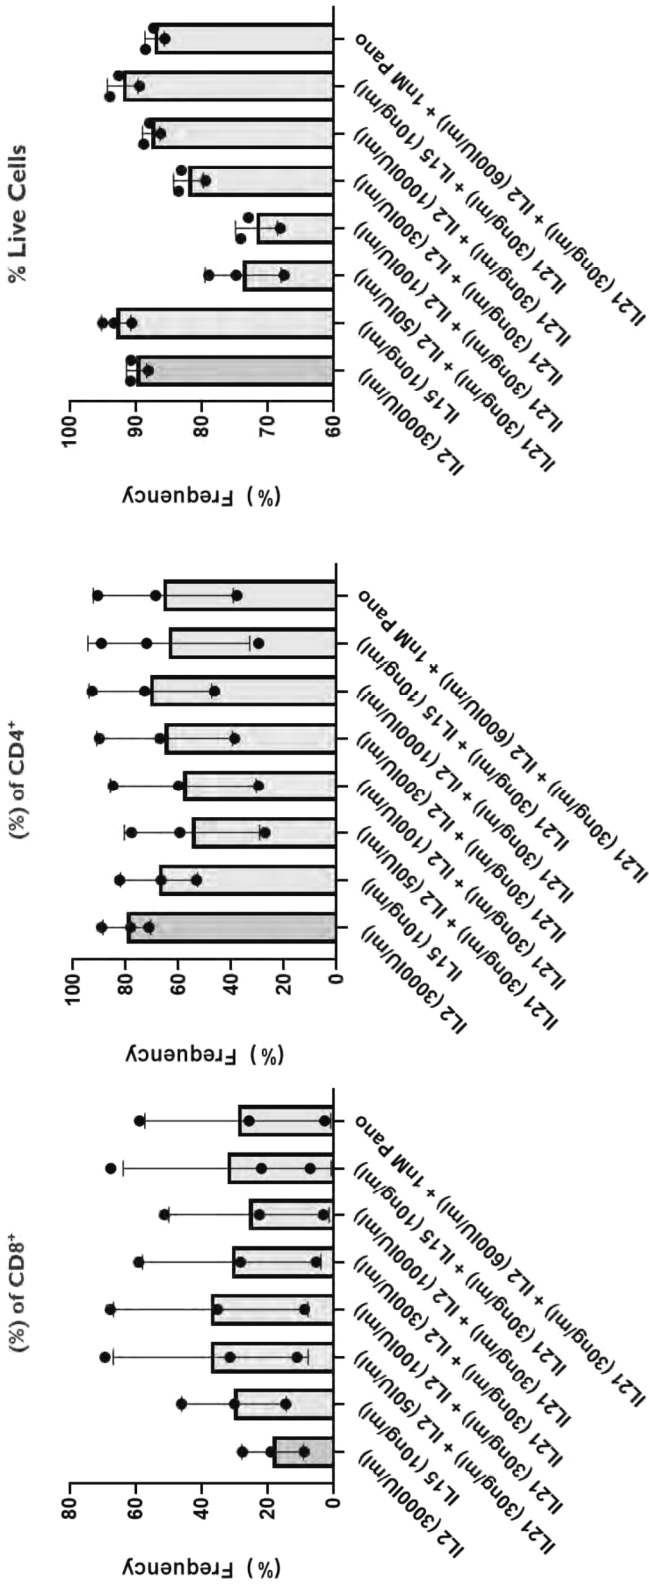 % Live Cells
100
90
80
70
60
(%) Frequency
IL2 (3000IU/ml)
IL15 (10ng/ml)
IL21 (30ng/ml) + IL2 (50IU/ml)
IL21 (30ng/ml) + IL2 (100IU/ml)
IL21 (30ng/ml) + IL2 (300IU/ml)
IL21 (30ng/ml) + IL2 (1000IU/ml)
IL21 (30ng/ml) + IL15 (10ng/ml)
IL21 (30ng/ml) + IL2 (600IU/ml) + 1nM Pano
(%) of CD4⁺
100
80
60
40
20
0
(%) Frequency
IL2 (3000IU/ml)
IL15 (10ng/ml)
IL21 (30ng/ml) + IL2 (50IU/ml)
IL21 (30ng/ml) + IL2 (100IU/ml)
IL21 (30ng/ml) + IL2 (300IU/ml)
IL21 (30ng/ml) + IL2 (1000IU/ml)
IL21 (30ng/ml) + IL15 (10ng/ml)
IL21 (30ng/ml) + IL2 (600IU/ml) + 1nM Pano
(%) of CD8⁺
80
60
40
20
0
(%) Frequency
IL2 (3000IU/ml)
IL15 (10ng/ml)
IL21 (30ng/ml) + IL2 (50IU/ml)
IL21 (30ng/ml) + IL2 (100IU/ml)
IL21 (30ng/ml) + IL2 (300IU/ml)
IL21 (30ng/ml) + IL2 (1000IU/ml)
IL21 (30ng/ml) + IL15 (10ng/ml)
IL21 (30ng/ml) + IL2 (600IU/ml) + 1nM Pano